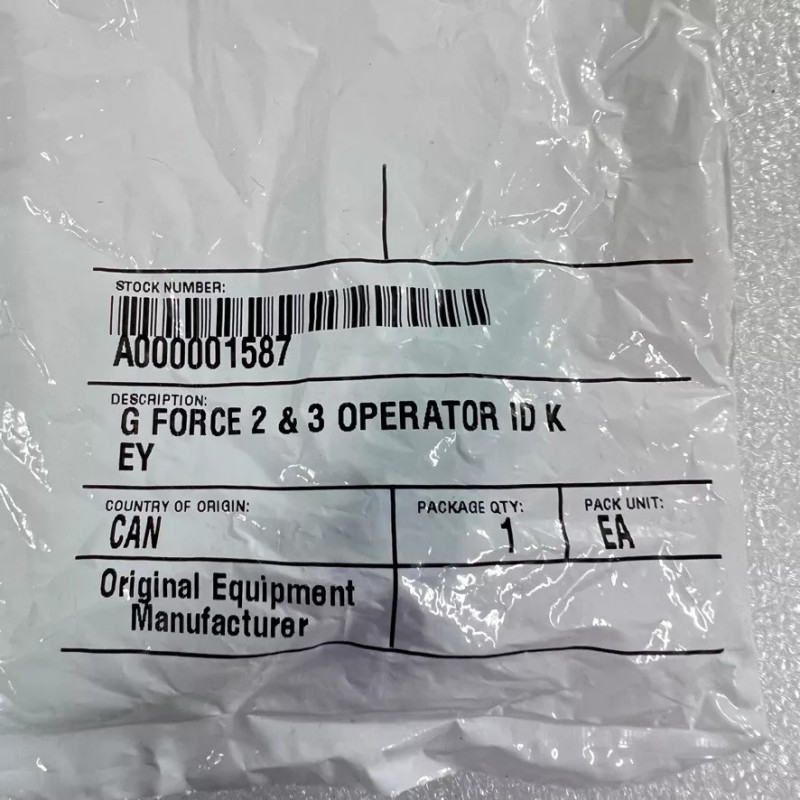 STOCK NUMBER:
A000001587
DESCRIPTION:
G FORCE 2 & 3 OPERATOR ID K
EY
COUNTRY OF ORIGIN:
CAN
PACKAGE QTY:
1
PACK UNIT:
EA
Original Equipment
Manufacturer